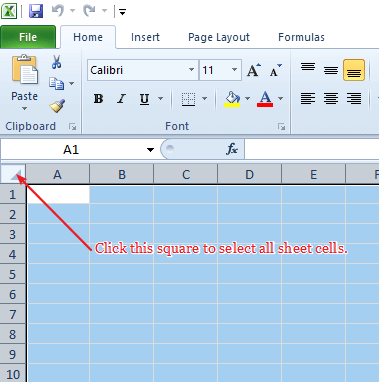 File Home Insert Page Layout Formulas
Calibri 11 A A
Paste B I U A
Clipboard Font
A1 fx
A B C D E F
1
2
3
Click this square to select all sheet cells.
4
5
6
7
8
9
10